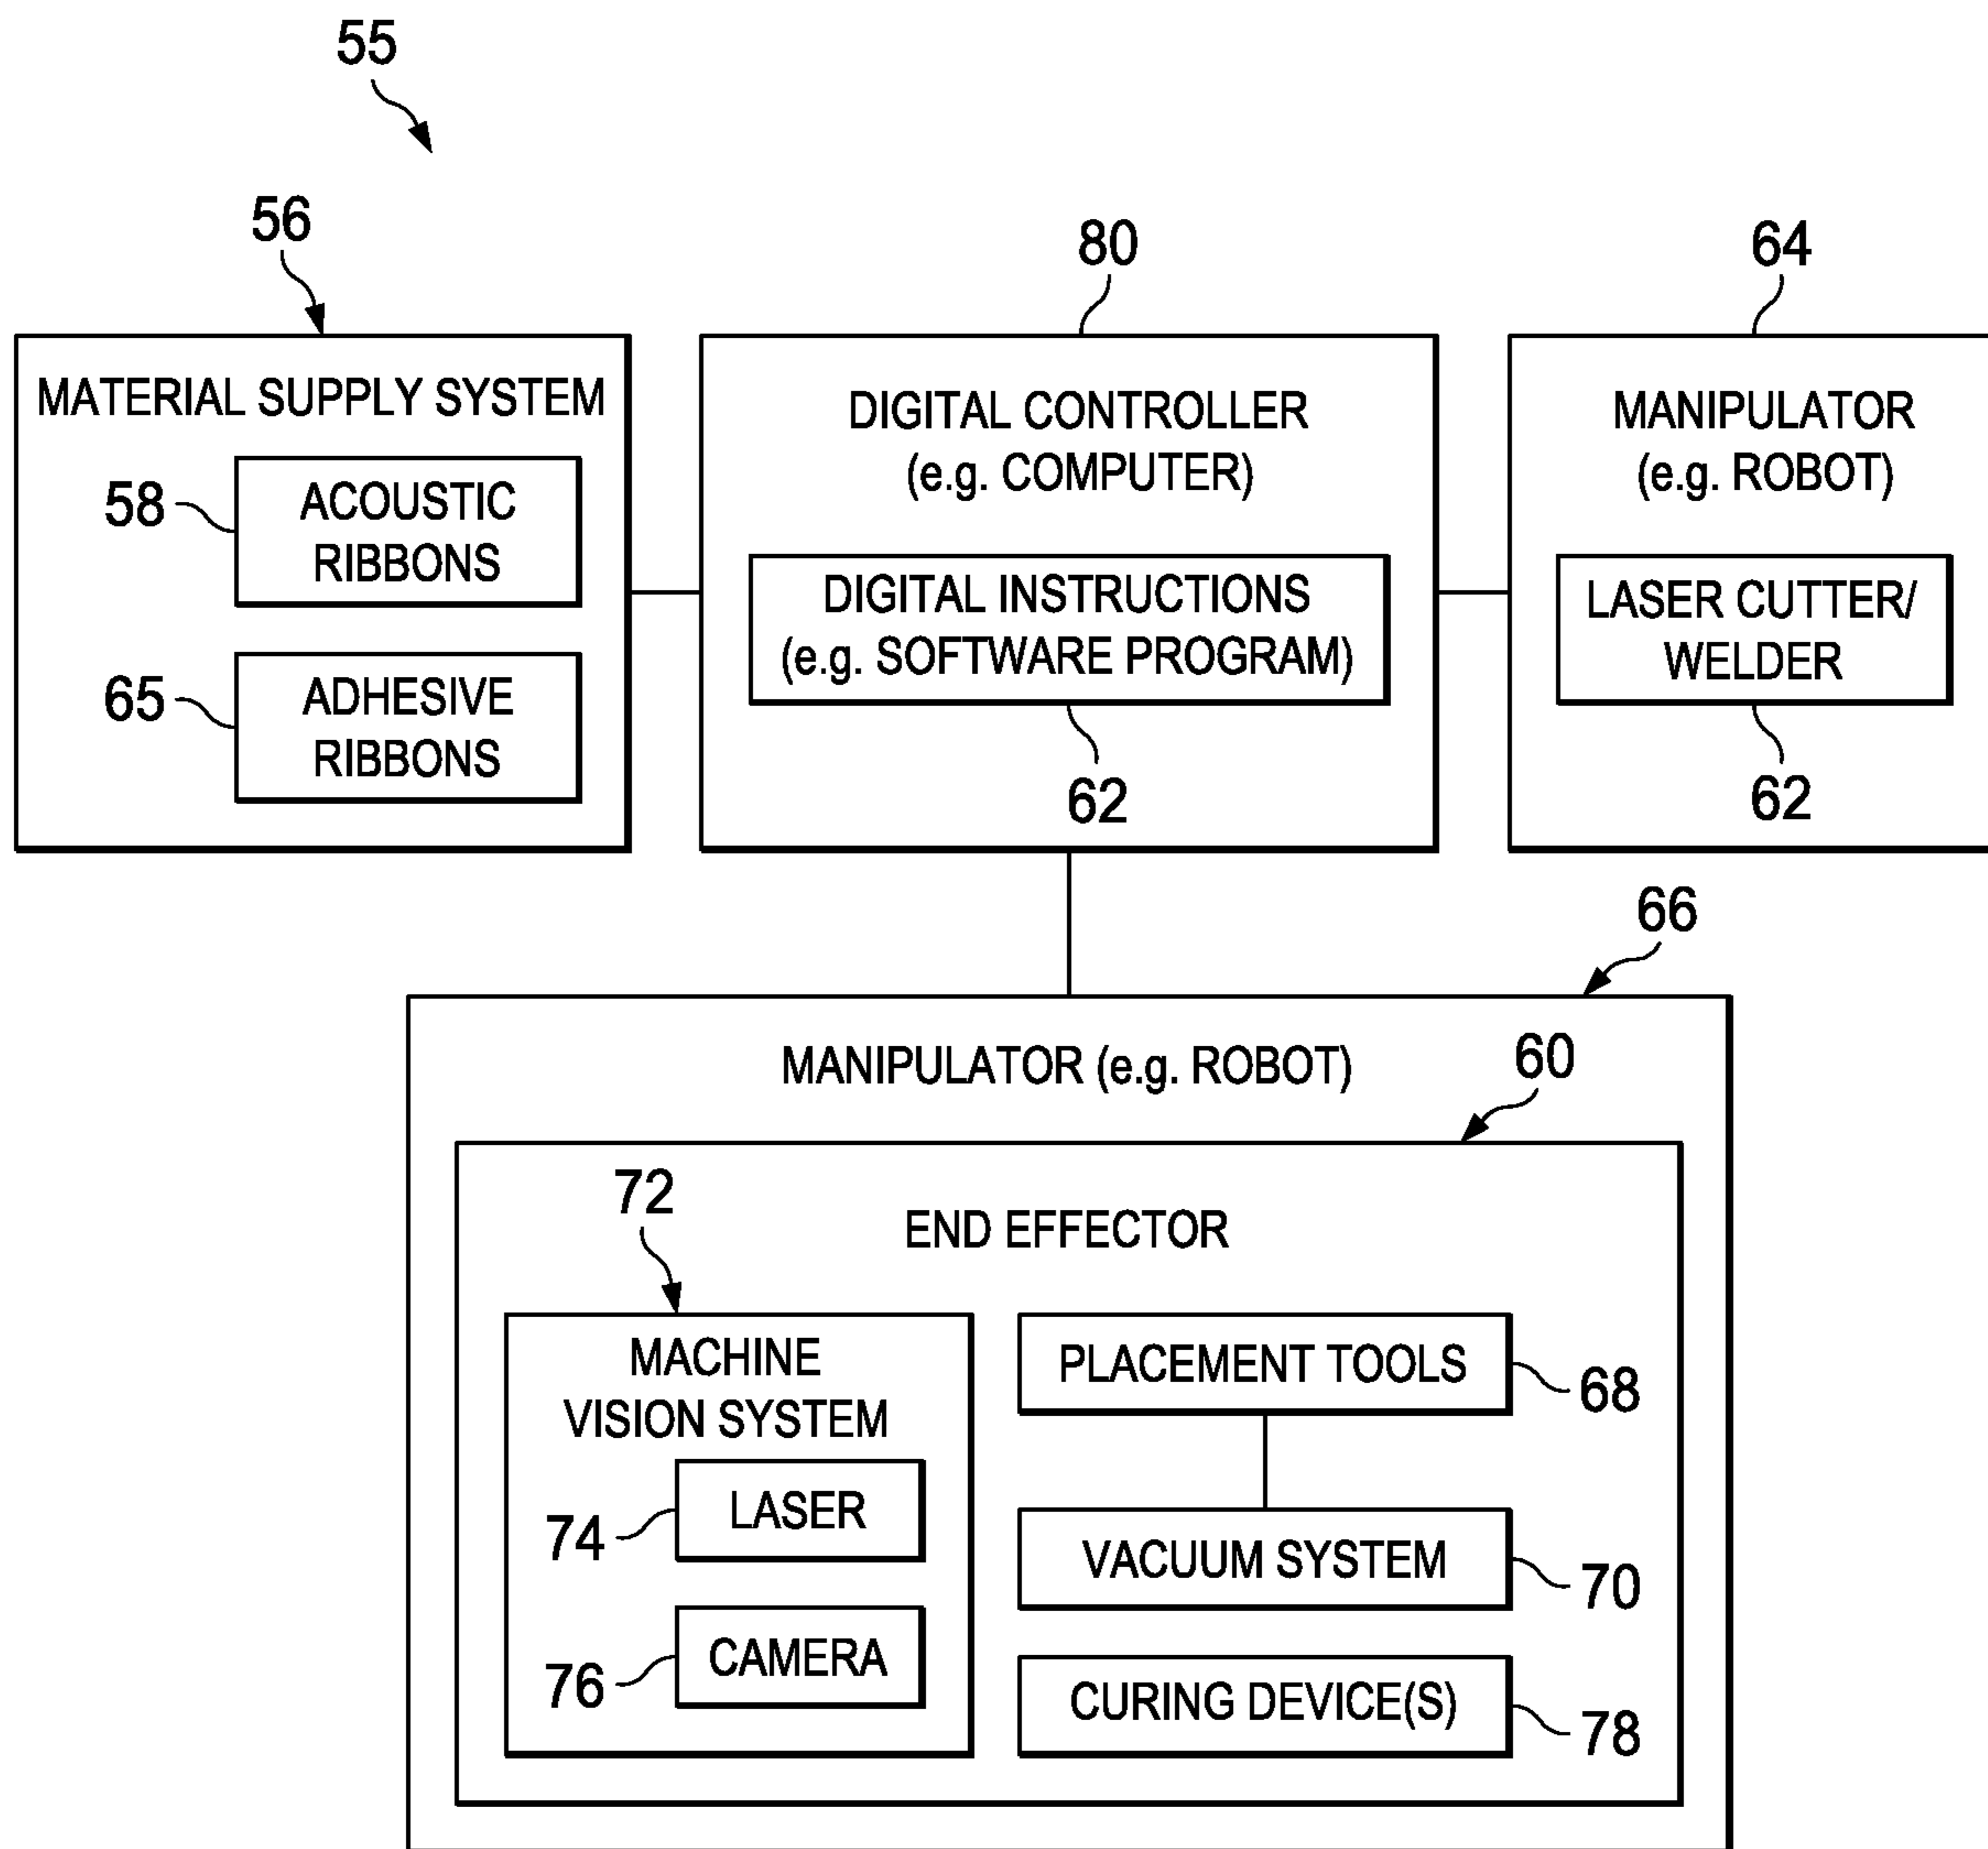 55
56
80
64
MATERIAL SUPPLY SYSTEM
58
ACOUSTIC
RIBBONS
65
ADHESIVE
RIBBONS
DIGITAL CONTROLLER
(e.g. COMPUTER)
DIGITAL INSTRUCTIONS
(e.g. SOFTWARE PROGRAM)
62
MANIPULATOR
(e.g. ROBOT)
LASER CUTTER/
WELDER
62
66
MANIPULATOR (e.g. ROBOT)
60
END EFFECTOR
72
MACHINE
VISION SYSTEM
74
LASER
76
CAMERA
PLACEMENT TOOLS
68
VACUUM SYSTEM
70
CURING DEVICE(S)
78